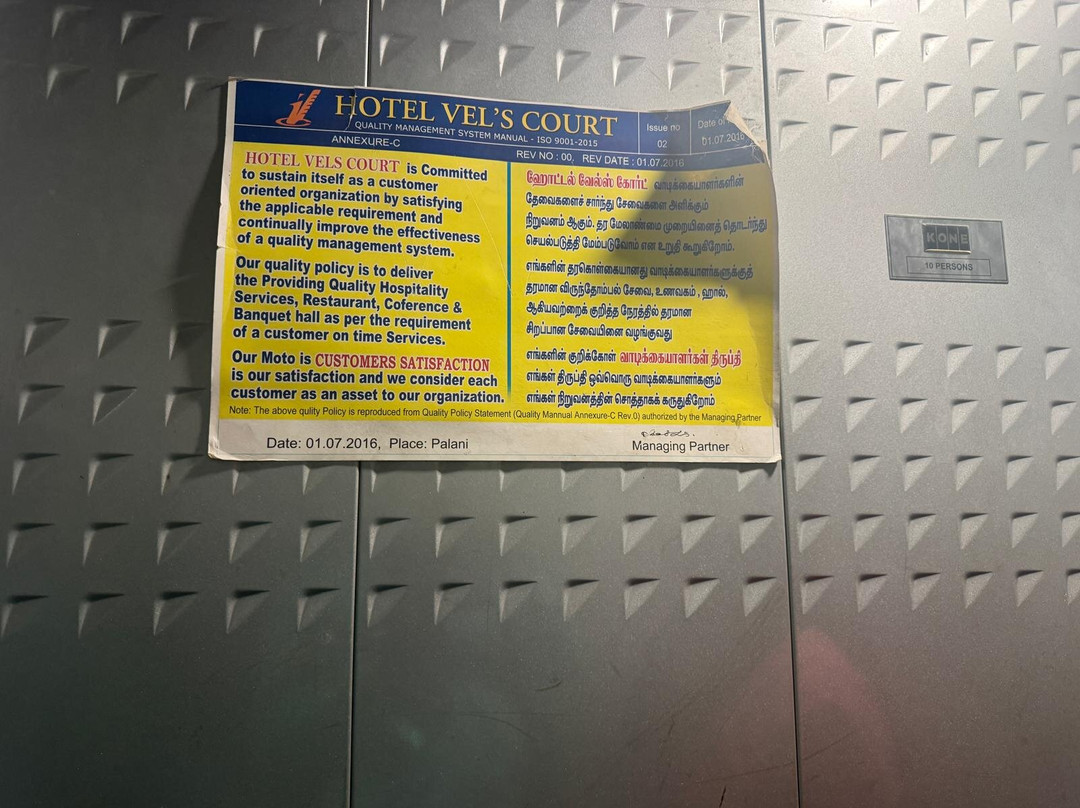 HOTEL VEL'S COURT
QUALITY MANAGEMENT SYSTEM MANUAL - ISO 9001-2015
ANNEXURE-C
Issue no
02
Date of
01.07.2016
REV NO : 00, REV DATE : 01.07.2016
HOTEL VELS COURT is Committed
to sustain itself as a customer
oriented organization by satisfying
the applicable requirement and
continually improve the effectiveness
of a quality management system.
Our quality policy is to deliver
the Providing Quality Hospitality
Services, Restaurant, Coference &
Banquet hall as per the requirement
of a customer on time Services.
Our Moto is CUSTOMERS SATISFACTION
is our satisfaction and we consider each
customer as an asset to our organization.
ஹோட்டல் வேல்ஸ் கோர்ட் வாடிக்கையாளர்களின்
தேவைகளைச் சார்ந்து சேவைகளை அளிக்கும்
நிறுவனம் ஆகும். தர மேலாண்மை முறையினைத் தொடர்ந்து
செயல்படுத்தி மேம்படுவோம் என உறுதி கூறுகிறோம்.
எங்களின் தரகொள்கையானது வாடிக்கையாளர்களுக்குத்
தரமான விருந்தோம்பல் சேவை, உணவகம் , ஹால்,
ஆகியவற்றைக் குறித்த நேரத்தில் தரமான
சிறப்பான சேவையினை வழங்குவது
எங்களின் குறிக்கோள் வாடிக்கையாளர்கள் திருப்தி
எங்கள் திருப்தி ஒவ்வொரு வாடிக்கையாளர்களும்
எங்கள் நிறுவனத்தின் சொத்தாகக் கருதுகிறோம்
Note: The above qulity Policy is reproduced from Quality Policy Statement (Quality Mannual Annexure-C Rev.0) authorized by the Managing Partner
Date: 01.07.2016, Place: Palani
Managing Partner
KONE
10 PERSONS